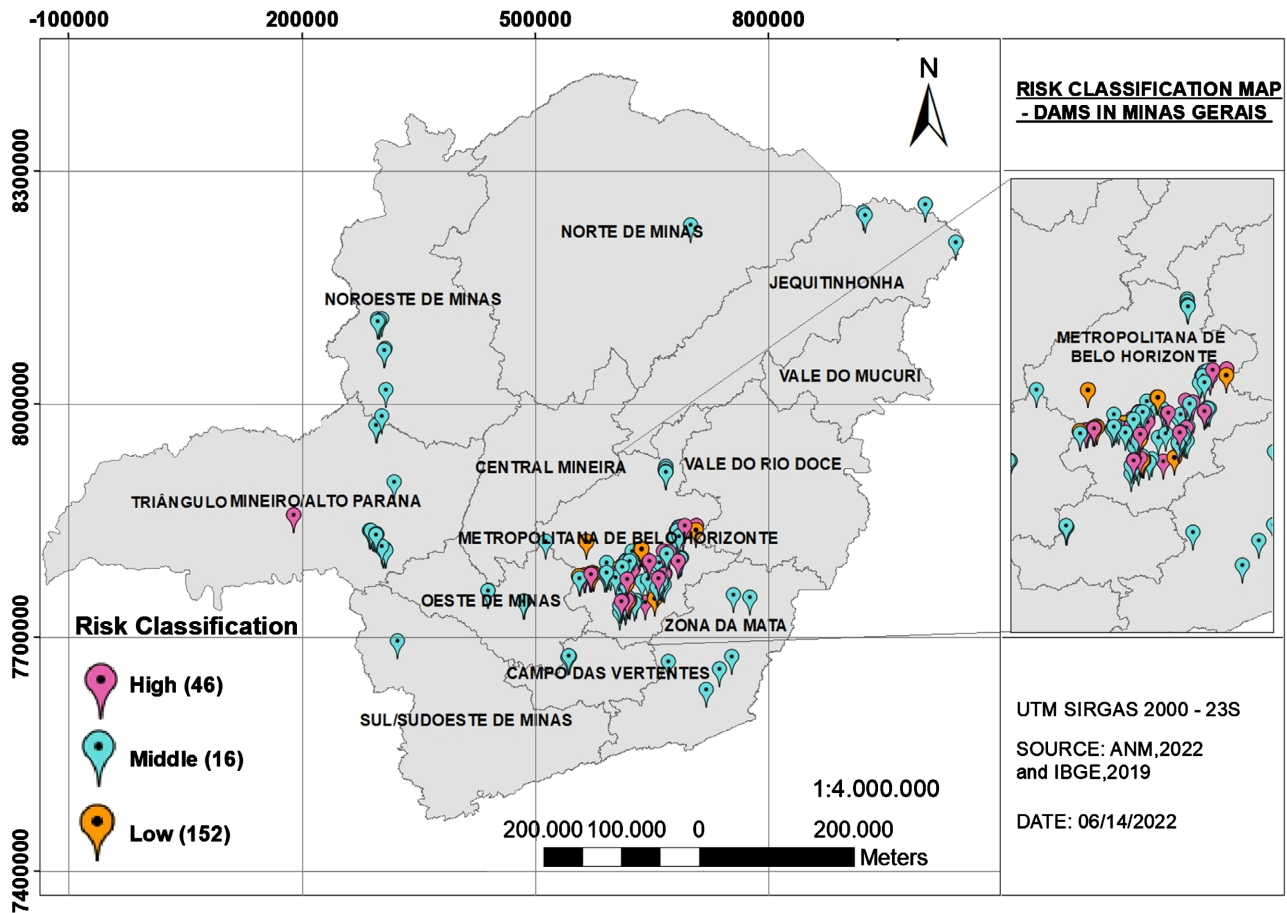 -100000
200000
500000
800000
N
RISK CLASSIFICATION MAP
- DAMS IN MINAS GERAIS
8300000
8000000
7700000
7400000
NORTE DE MINAS
JEQUITINHONHA
NOROESTE DE MINAS
VALE DO MUCURI
CENTRAL MINEIRA
VALE DO RIO DOCE
TRIÂNGULO MINEIRO/ALTO PARANA
METROPOLITANA DE BELO HORIZONTE
OESTE DE MINAS
ZONA DA MATA
CAMPO DAS VERTENTES
SUL/SUDOESTE DE MINAS
METROPOLITANA DE
BELO HORIZONTE
Risk Classification
High (46)
Middle (16)
Low (152)
1:4.000.000
200.000 100.000 0 200.000
Meters
UTM SIRGAS 2000 - 23S
SOURCE: ANM,2022
and IBGE,2019
DATE: 06/14/2022